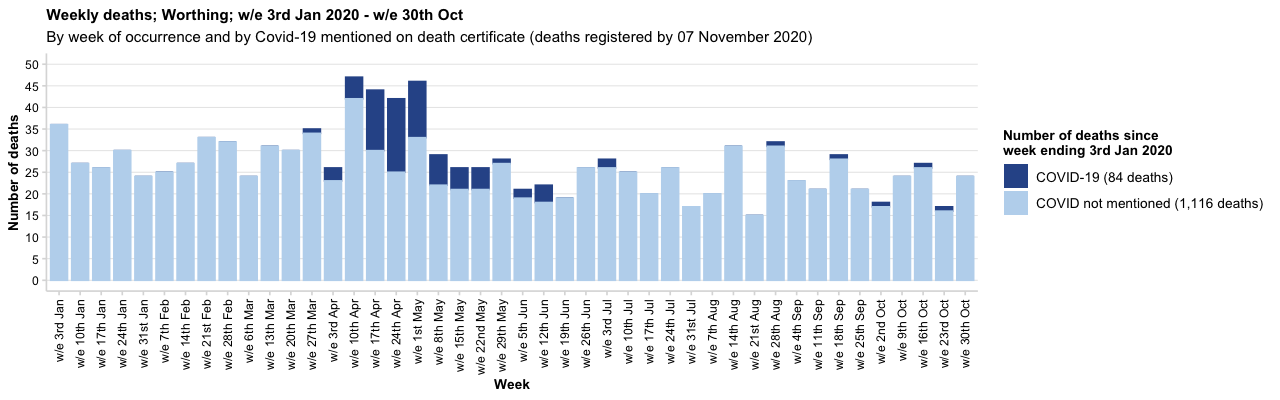 Weekly deaths; Worthing; w/e 3rd Jan 2020 - w/e 30th Oct
By week of occurrence and by Covid-19 mentioned on death certificate (deaths registered by 07 November 2020)
Number of deaths
50
45
40
35
30
25
20
15
10
5
0
w/e 3rd Jan
w/e 10th Jan
w/e 17th Jan
w/e 24th Jan
w/e 31st Jan
w/e 7th Feb
w/e 14th Feb
w/e 21st Feb
w/e 28th Feb
w/e 6th Mar
w/e 13th Mar
w/e 20th Mar
w/e 27th Mar
w/e 3rd Apr
w/e 10th Apr
w/e 17th Apr
w/e 24th Apr
w/e 1st May
w/e 8th May
w/e 15th May
w/e 22nd May
w/e 29th May
w/e 5th Jun
w/e 12th Jun
w/e 19th Jun
w/e 26th Jun
w/e 3rd Jul
w/e 10th Jul
w/e 17th Jul
w/e 24th Jul
w/e 31st Jul
w/e 7th Aug
w/e 14th Aug
w/e 21st Aug
w/e 28th Aug
w/e 4th Sep
w/e 11th Sep
w/e 18th Sep
w/e 25th Sep
w/e 2nd Oct
w/e 9th Oct
w/e 16th Oct
w/e 23rd Oct
w/e 30th Oct
Week
Number of deaths since
week ending 3rd Jan 2020
COVID-19 (84 deaths)
COVID not mentioned (1,116 deaths)